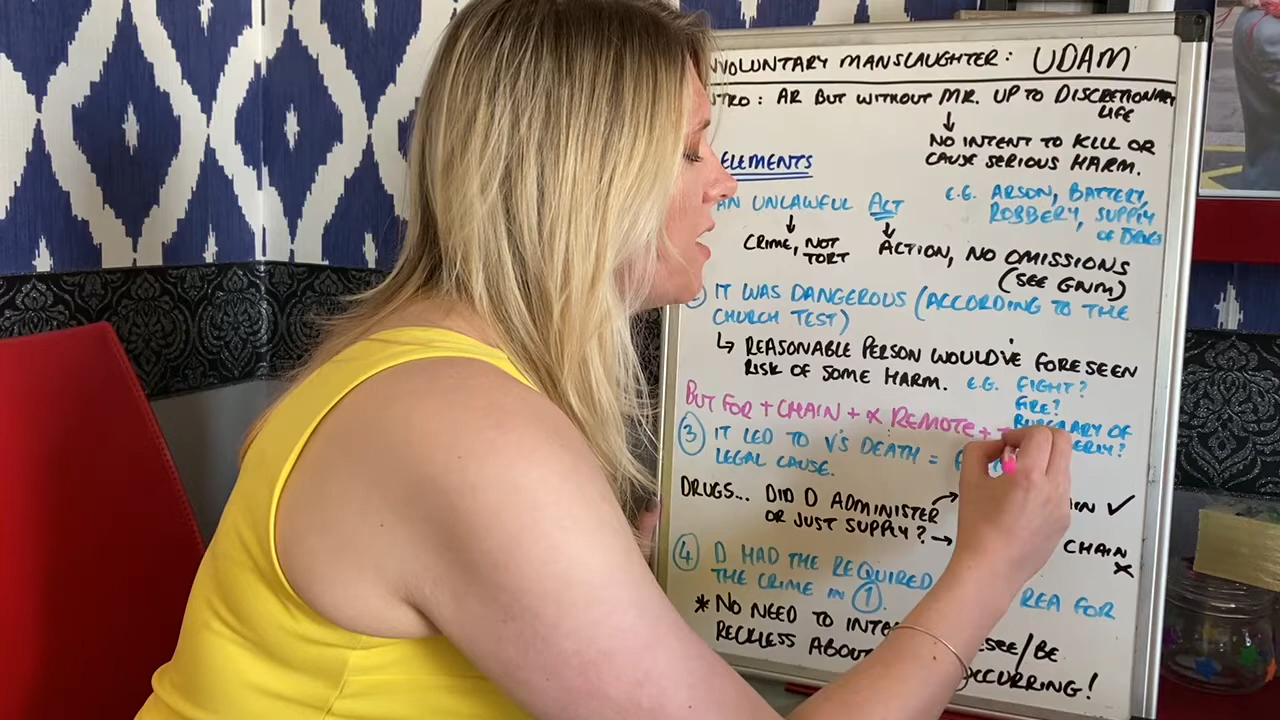 NVOLUNTARY MANSLAUGHTER: UDAM
TRO: AR BUT WITHOUT MR. UP TO DISCRETIONARY
LIFE
NO INTENT TO KILL OR
CAUSE SERIOUS HARM.
ELEMENTS
AN UNLAWFUL ACT
E.G. ARSON, BATTERY,
ROBBERY, SUPPLY
OF DRUGS
CRIME, NOT
TORT
ACTION, NO OMISSIONS
(SEE GNM)
IT WAS DANGEROUS (ACCORDING TO THE
CHURCH TEST)
↳ REASONABLE PERSON WOULD'VE FORESEEN
RISK OF SOME HARM.
E.G. FIGHT?
FIRE?
OF
BUT FOR + CHAIN + X REMOTE +
③ IT LED TO V'S DEATH =
LEGAL CAUSE.
DRUGS... DID D ADMINISTER
OR JUST SUPPLY?
✓
CHAIN
X
④ D HAD THE REQUIRED REA FOR
THE CRIME IN ①.
* NO NEED TO /BE
RECKLESS OCCURRING!